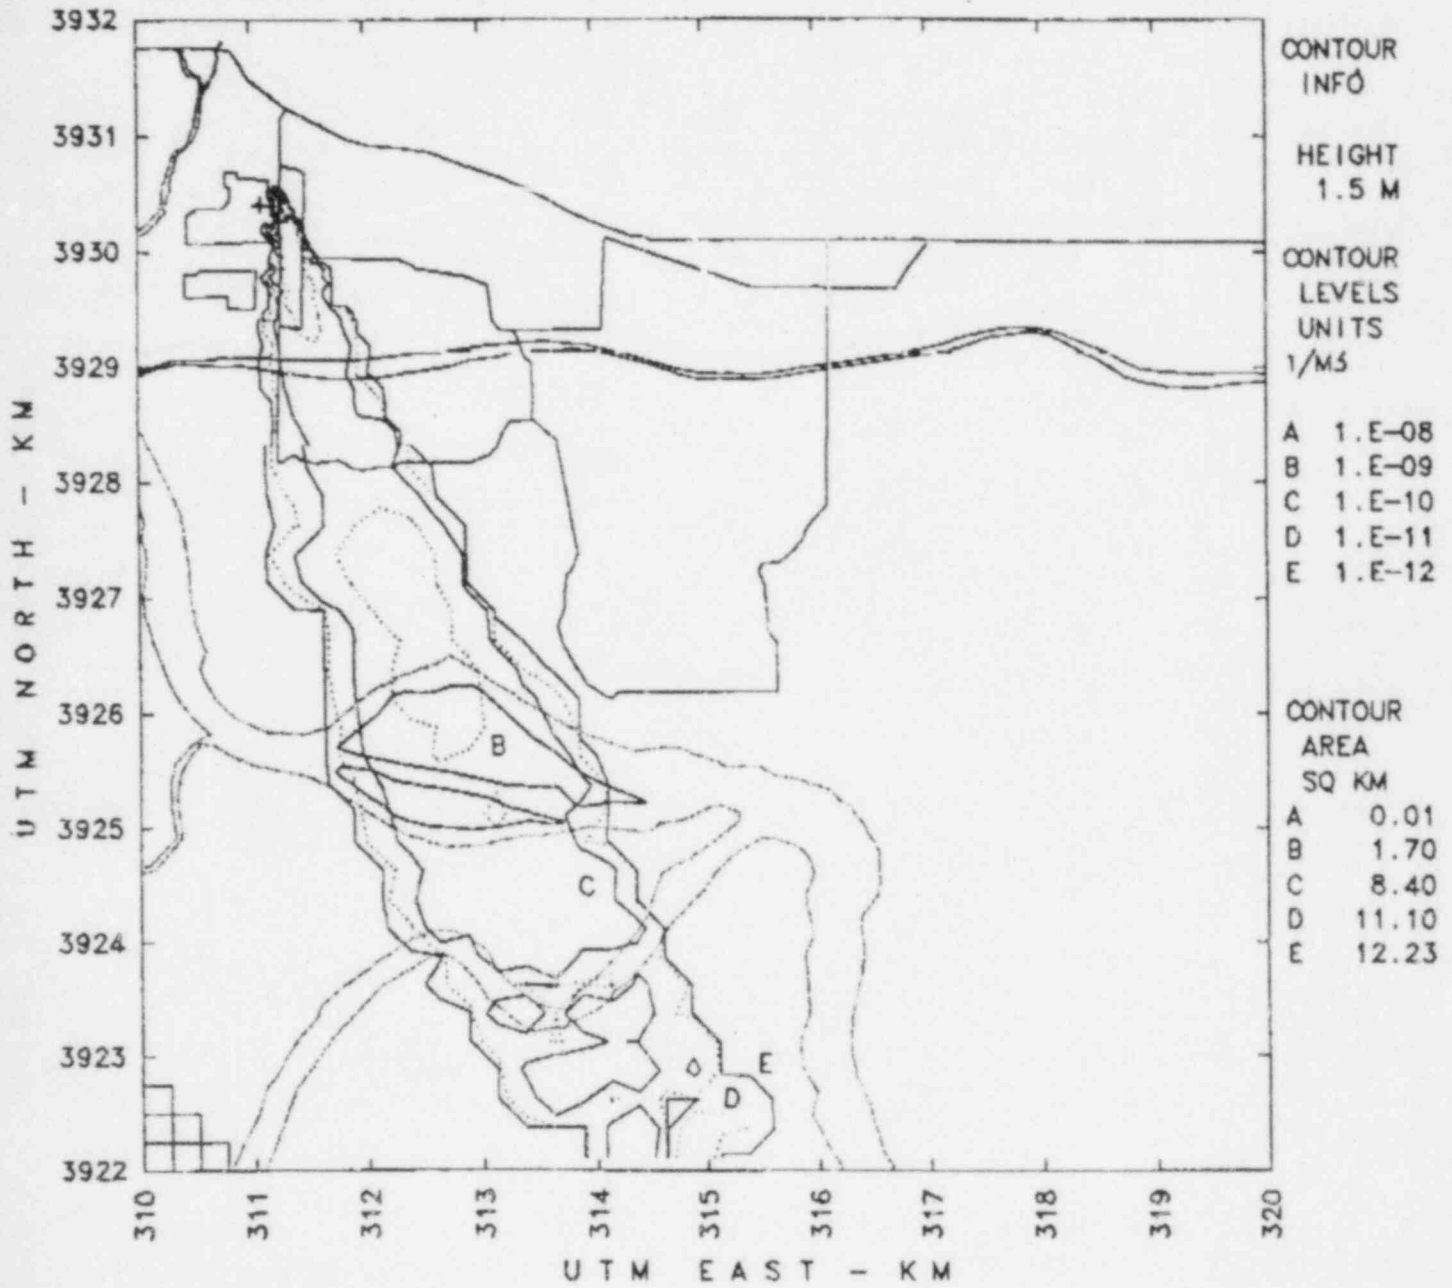 3932
3931
3930
3929
3928
3927
3926
3925
3924
3923
3922
UTM NORTH - KM
310
311
312
313
314
315
316
317
318
319
320
UTM EAST - KM
B
C
D
E
CONTOUR
INFO
HEIGHT
1.5 M
CONTOUR
LEVELS
UNITS
1/M3
A 1.E-08
B 1.E-09
C 1.E-10
D 1.E-11
E 1.E-12
CONTOUR
AREA
SQ KM
A 0.01
B 1.70
C 8.40
D 11.10
E 12.23